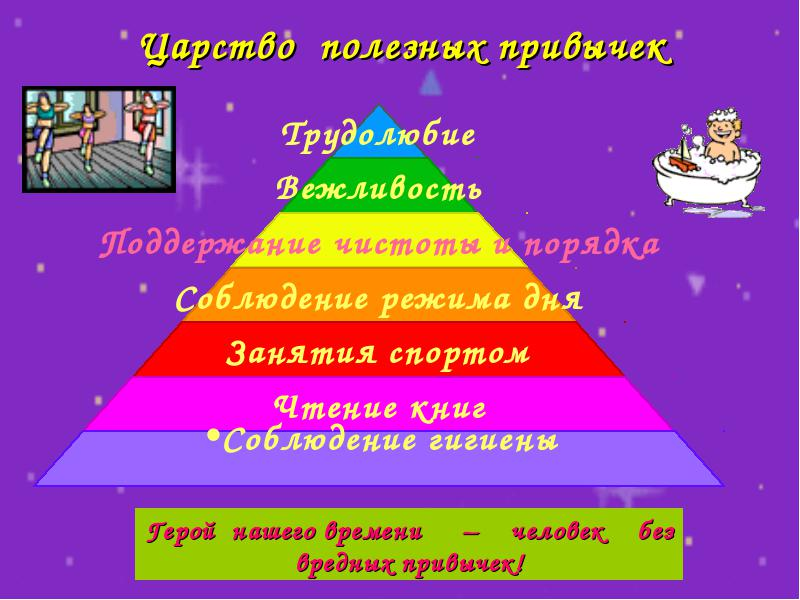 Царство полезных привычек
Трудолюбие
Вежливость
Поддержание чистоты и порядка
Соблюдение режима дня
Занятия спортом
Чтение книг
•Соблюдение гигиены
Герой нашего времени – человек без
вредных привычек!